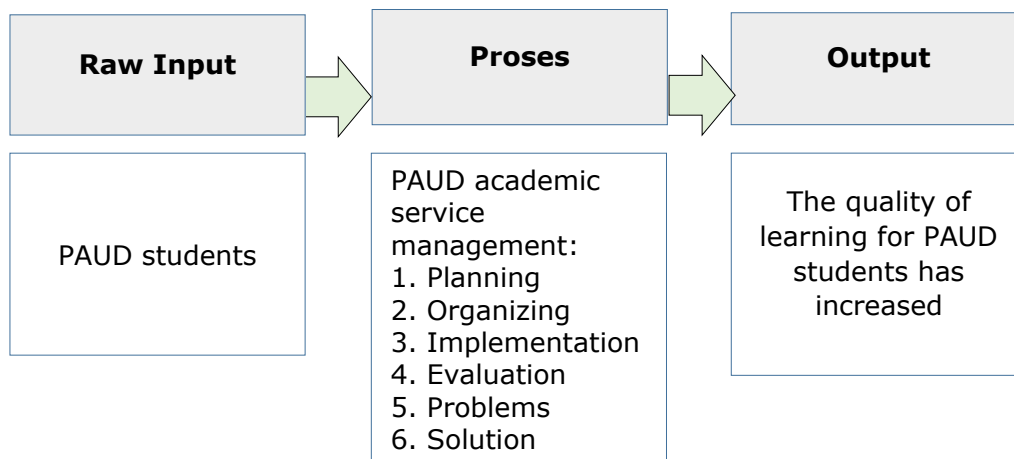 Raw Input
PAUD students
Proses
PAUD academic
service
management:
1. Planning
2. Organizing
3. Implementation
4. Evaluation
5. Problems
6. Solution
Output
The quality of
learning for PAUD
students has
increased